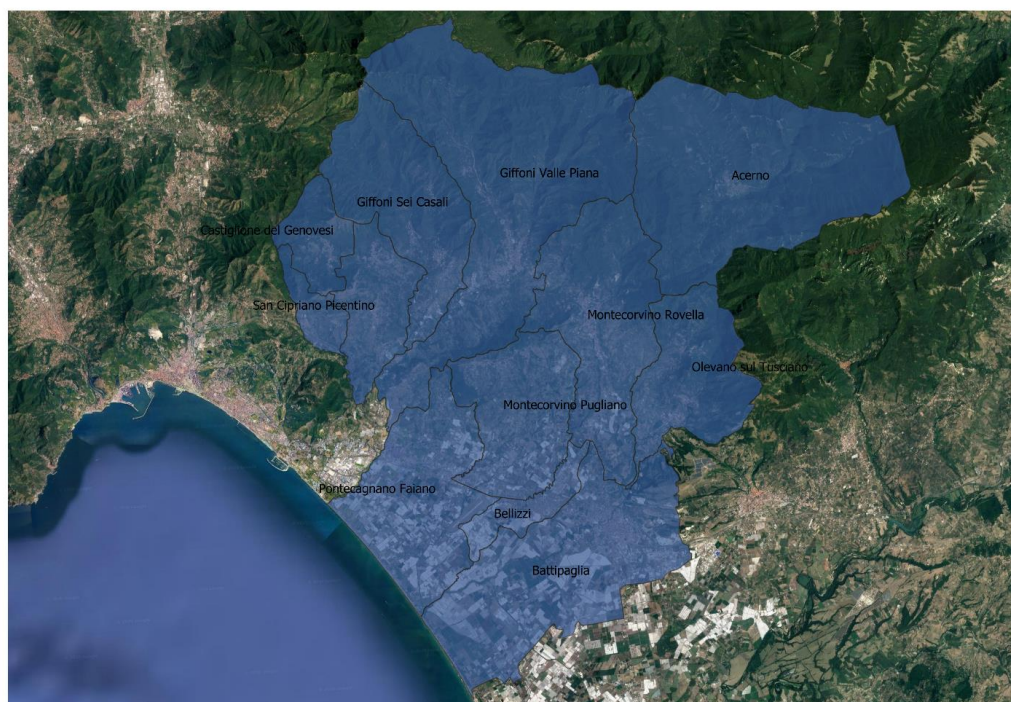 Giffoni Valle Piana
Acerno
Giffoni Sei Casali
Castiglione del Genovesi
San Cipriano Picentino
Montecorvino Rovella
Olevano sul Tusciano
Montecorvino Pugliano
Pontecagnano Faiano
Bellizzi
Battipaglia